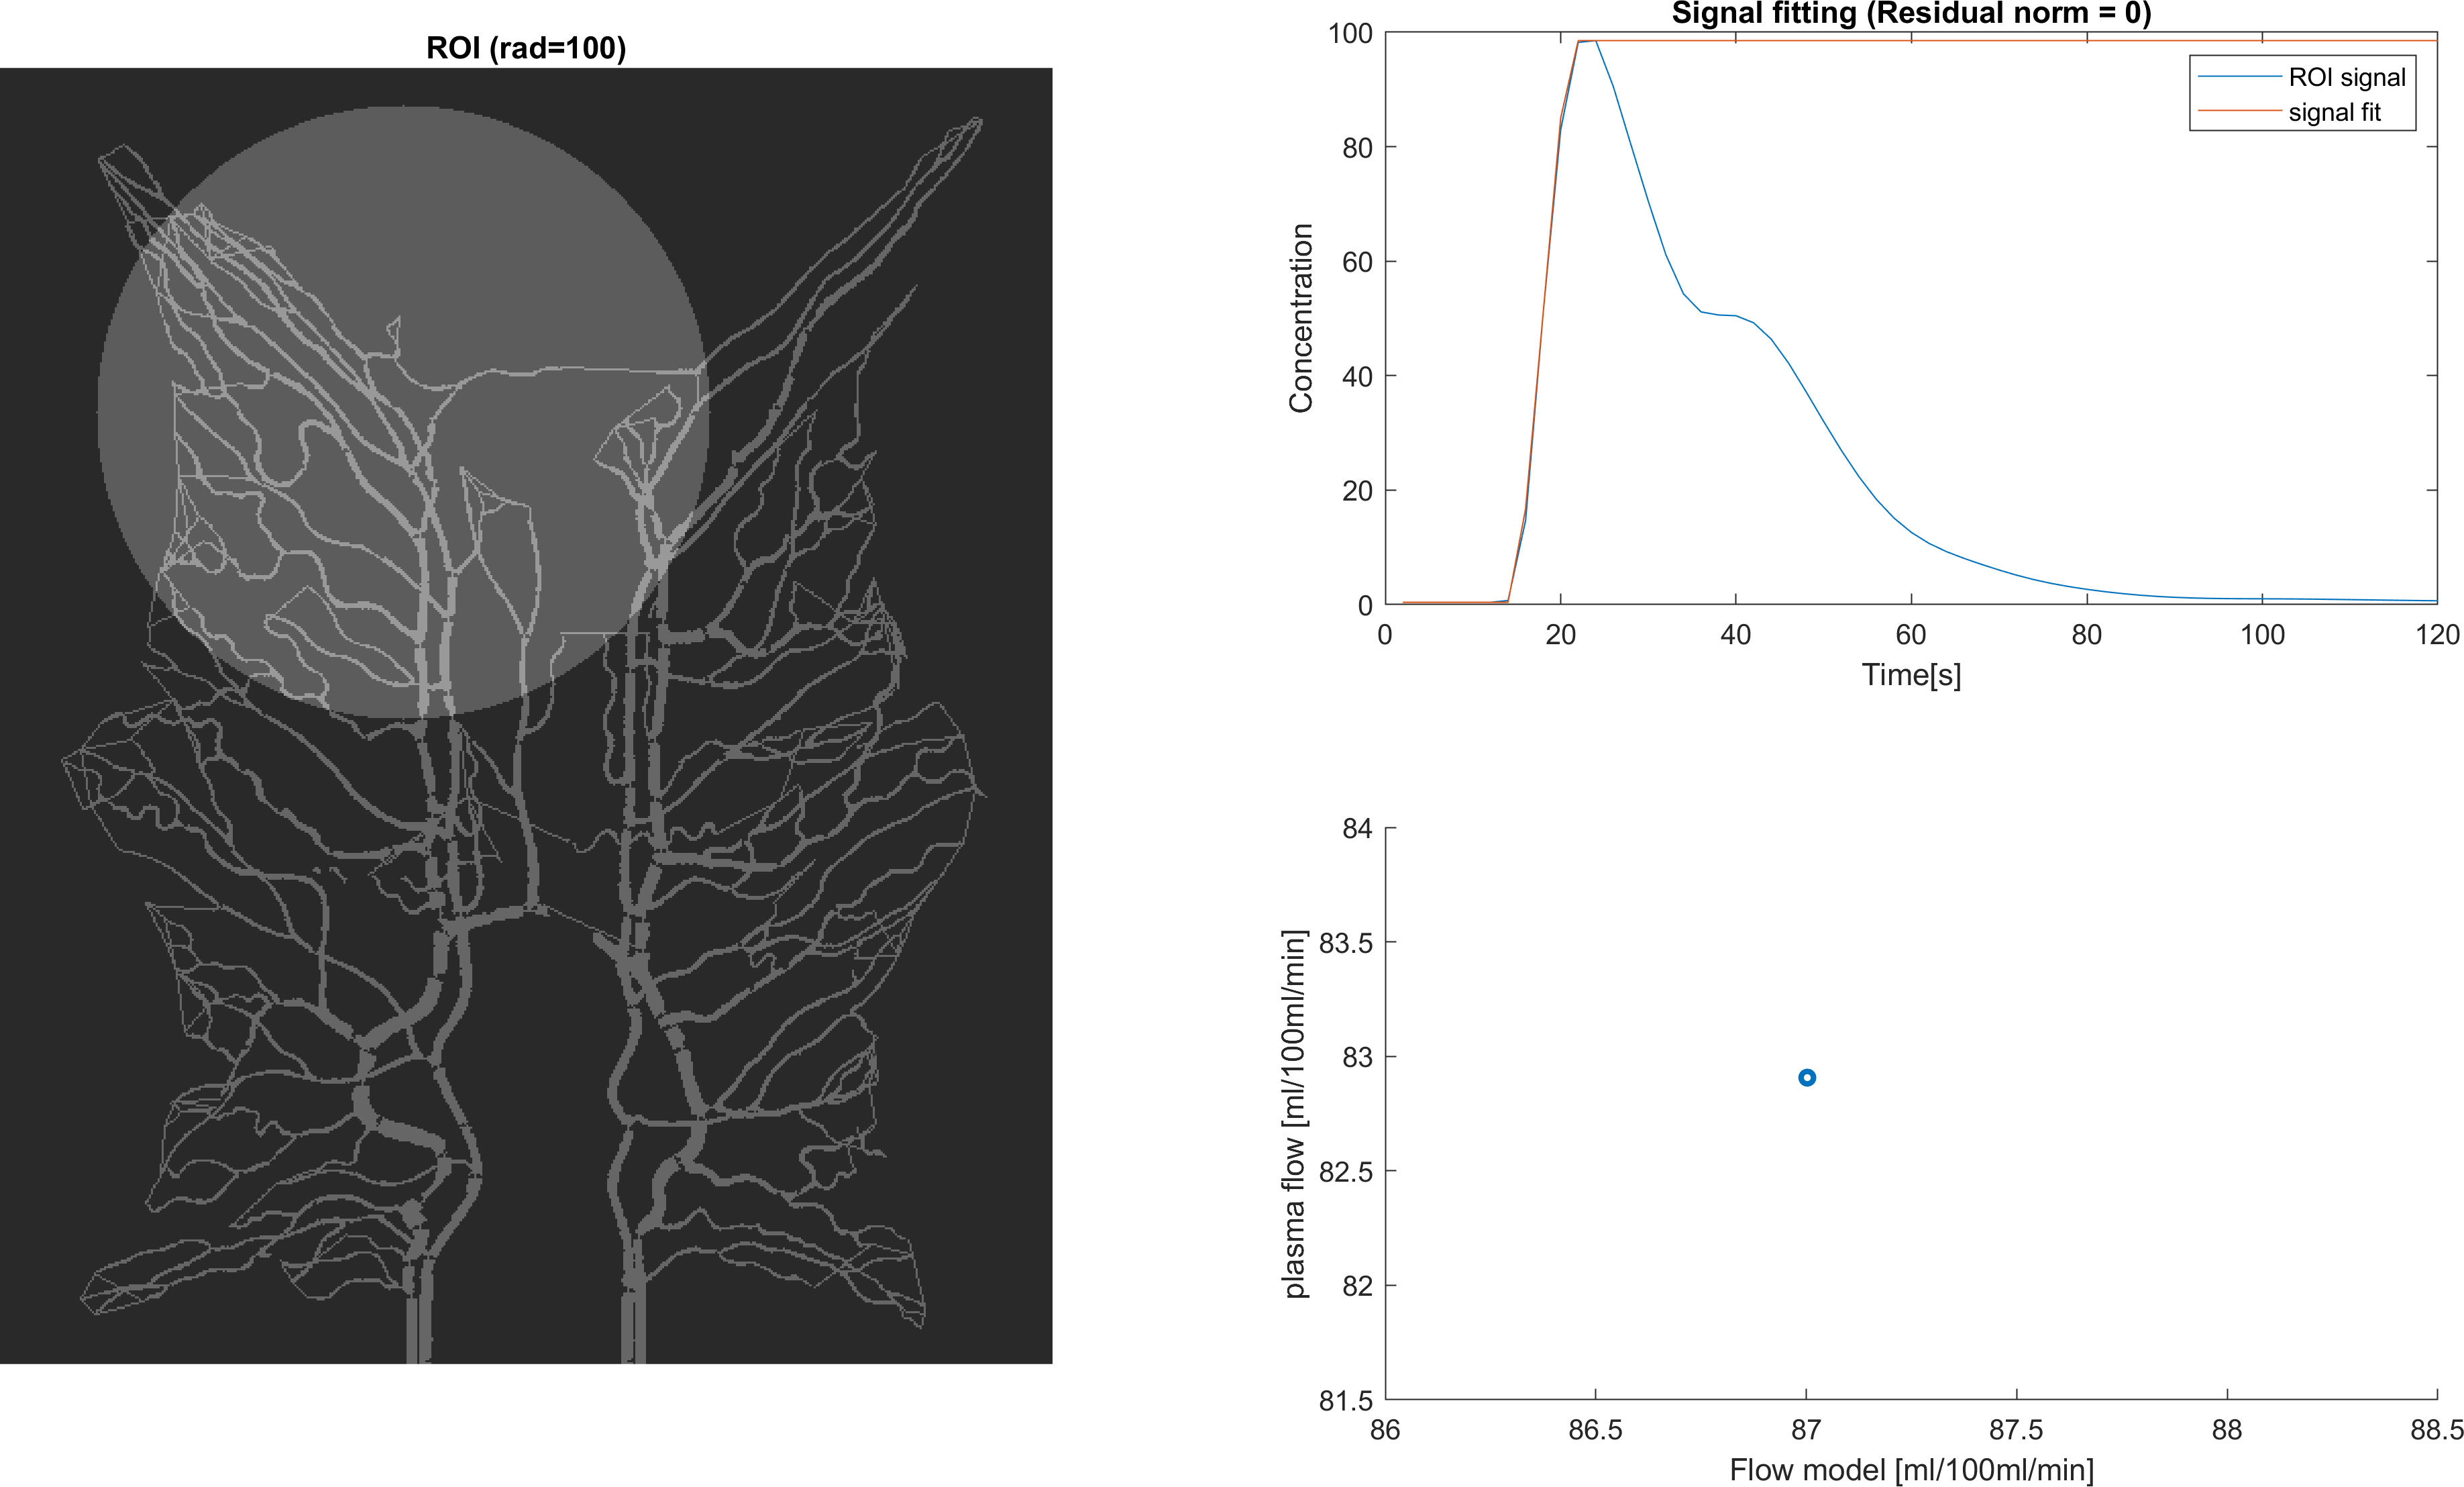 ROI (rad=100)
Signal fitting (Residual norm = 0)
100
80
60
40
20
0
Concentration
ROI signal
signal fit
0 20 40 60 80 100 120
Time[s]
84
83.5
83
82.5
82
81.5
plasma flow [ml/100ml/min]
86 86.5 87 87.5 88 88.5
Flow model [ml/100ml/min]